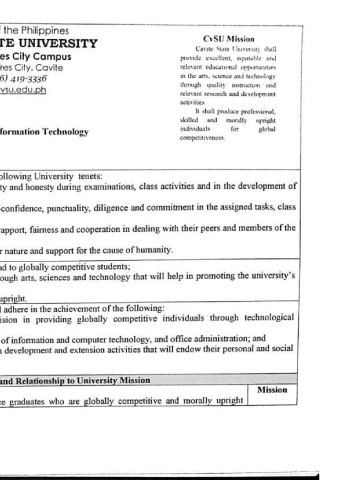 the Philippines
TE UNIVERSITY
es City Campus
res City, Cavite
6) 419-3336
vsu.edu.ph
CvSU Mission
Cavite State University shall
provide excellent, equitable and
relevant educational opportunities
in the arts, science and technology
through quality instruction and
relevant research and development
activities.
It shall produce professional,
skilled and morally upright
individuals for global
competitiveness.
formation Technology
ollowing University tenets:
ty and honesty during examinations, class activities and in the development of
-confidence, punctuality, diligence and commitment in the assigned tasks, class
apport, fairness and cooperation in dealing with their peers and members of the
r nature and support for the cause of humanity.
d to globally competitive students;
ough arts, sciences and technology that will help in promoting the university's
upright.
l adhere in the achievement of the following:
ision in providing globally competitive individuals through technological
of information and computer technology, and office administration; and
h development and extension activities that will endow their personal and social
and Relationship to University Mission
Mission
e graduates who are globally competitive and morally upright